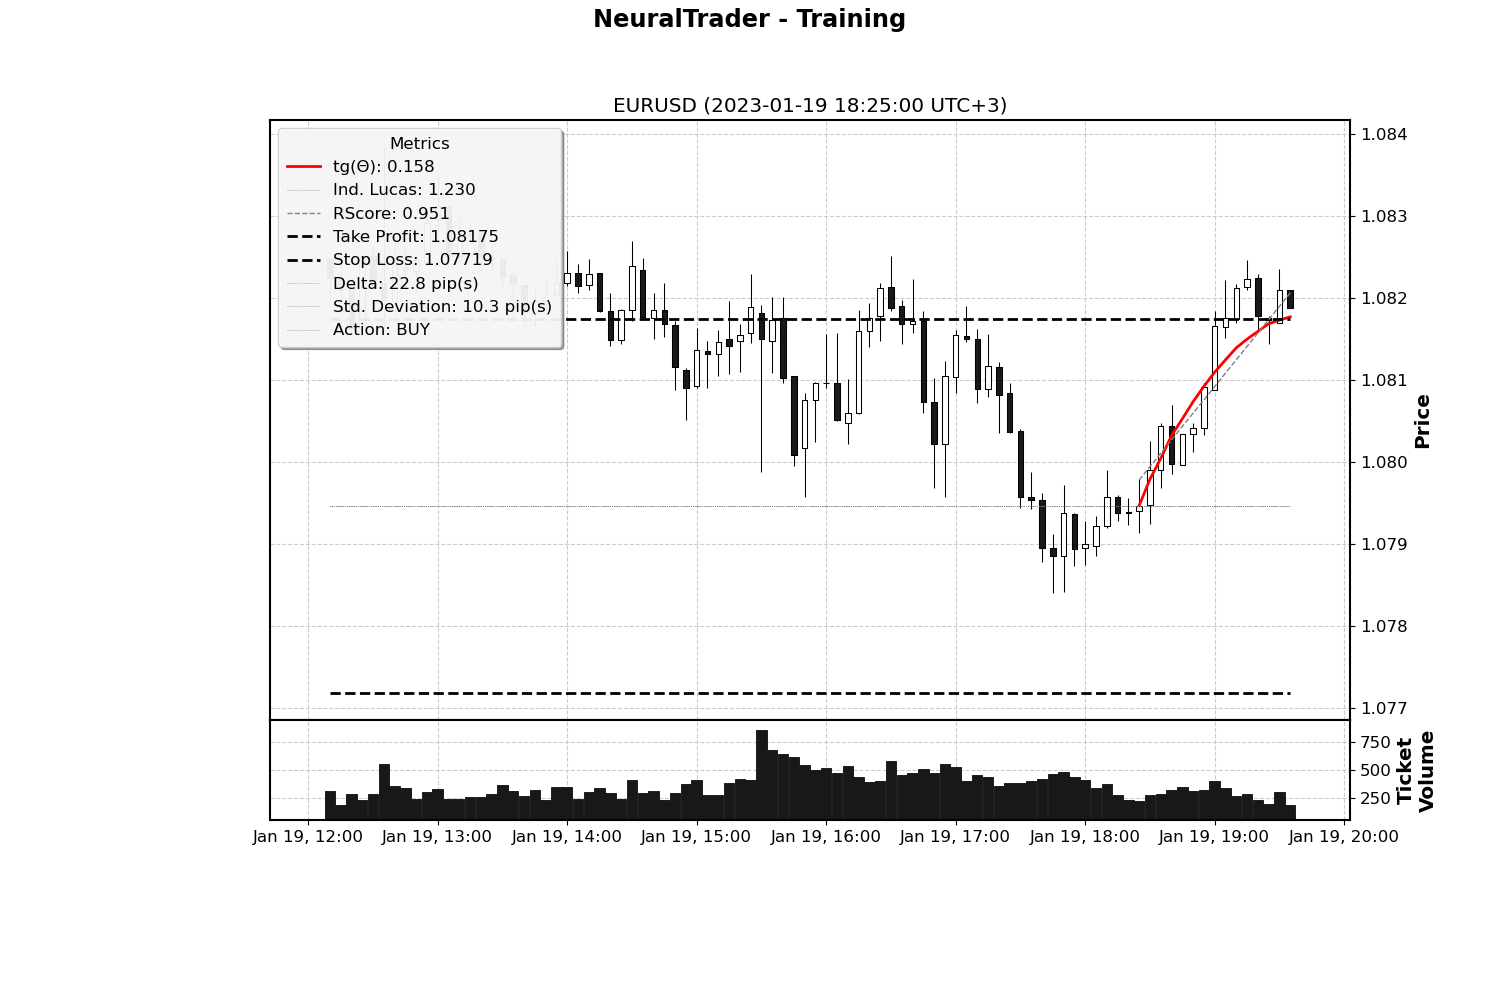 NeuralTrader - Training
EURUSD (2023-01-19 18:25:00 UTC+3)
Metrics
tg(Θ): 0.158
Ind. Lucas: 1.230
RScore: 0.951
Take Profit: 1.08175
Stop Loss: 1.07719
Delta: 22.8 pip(s)
Std. Deviation: 10.3 pip(s)
Action: BUY
1.084
1.083
1.082
1.081
1.080
1.079
1.078
1.077
Price
750
500
250
Ticket
Volume
Jan 19, 12:00
Jan 19, 13:00
Jan 19, 14:00
Jan 19, 15:00
Jan 19, 16:00
Jan 19, 17:00
Jan 19, 18:00
Jan 19, 19:00
Jan 19, 20:00